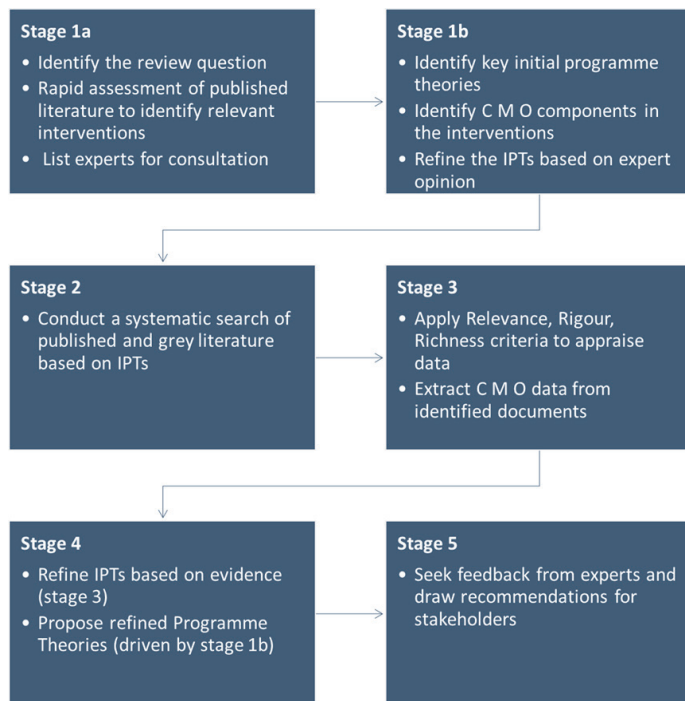 Stage 1a
• Identify the review question
• Rapid assessment of published
literature to identify relevant
interventions
• List experts for consultation
Stage 1b
• Identify key initial programme
theories
• Identify C M O components in
the interventions
• Refine the IPTs based on expert
opinion
Stage 2
• Conduct a systematic search of
published and grey literature
based on IPTs
Stage 3
• Apply Relevance, Rigour,
Richness criteria to appraise
data
• Extract C M O data from
identified documents
Stage 4
• Refine IPTs based on evidence
(stage 3)
• Propose refined Programme
Theories (driven by stage 1b)
Stage 5
• Seek feedback from experts and
draw recommendations for
stakeholders